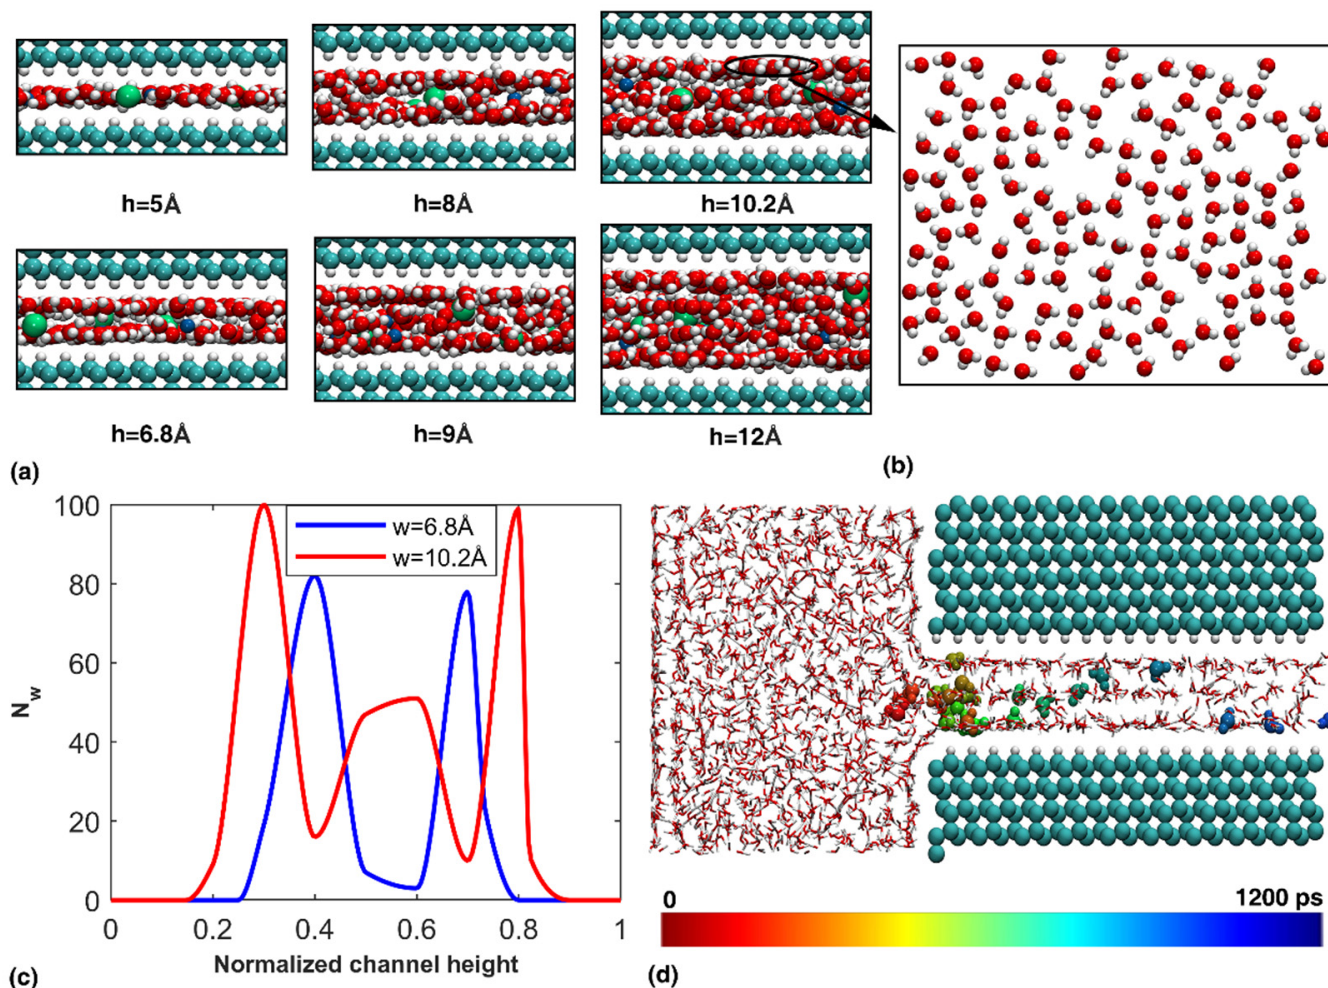 h=5Å
h=8Å
h=10.2Å
h=6.8Å
h=9Å
h=12Å
(a)
(b)
100
80
60
40
20
0
N_w
w=6.8Å
w=10.2Å
0 0.2 0.4 0.6 0.8 1
Normalized channel height
(c)
0 1200 ps
(d)